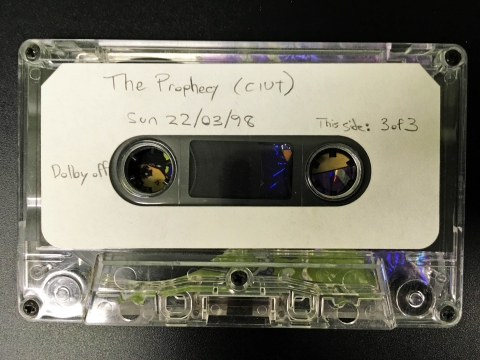 The Prophecy (CIUT)
Sun 22/03/98
This side: 3 of 3
Dolby off